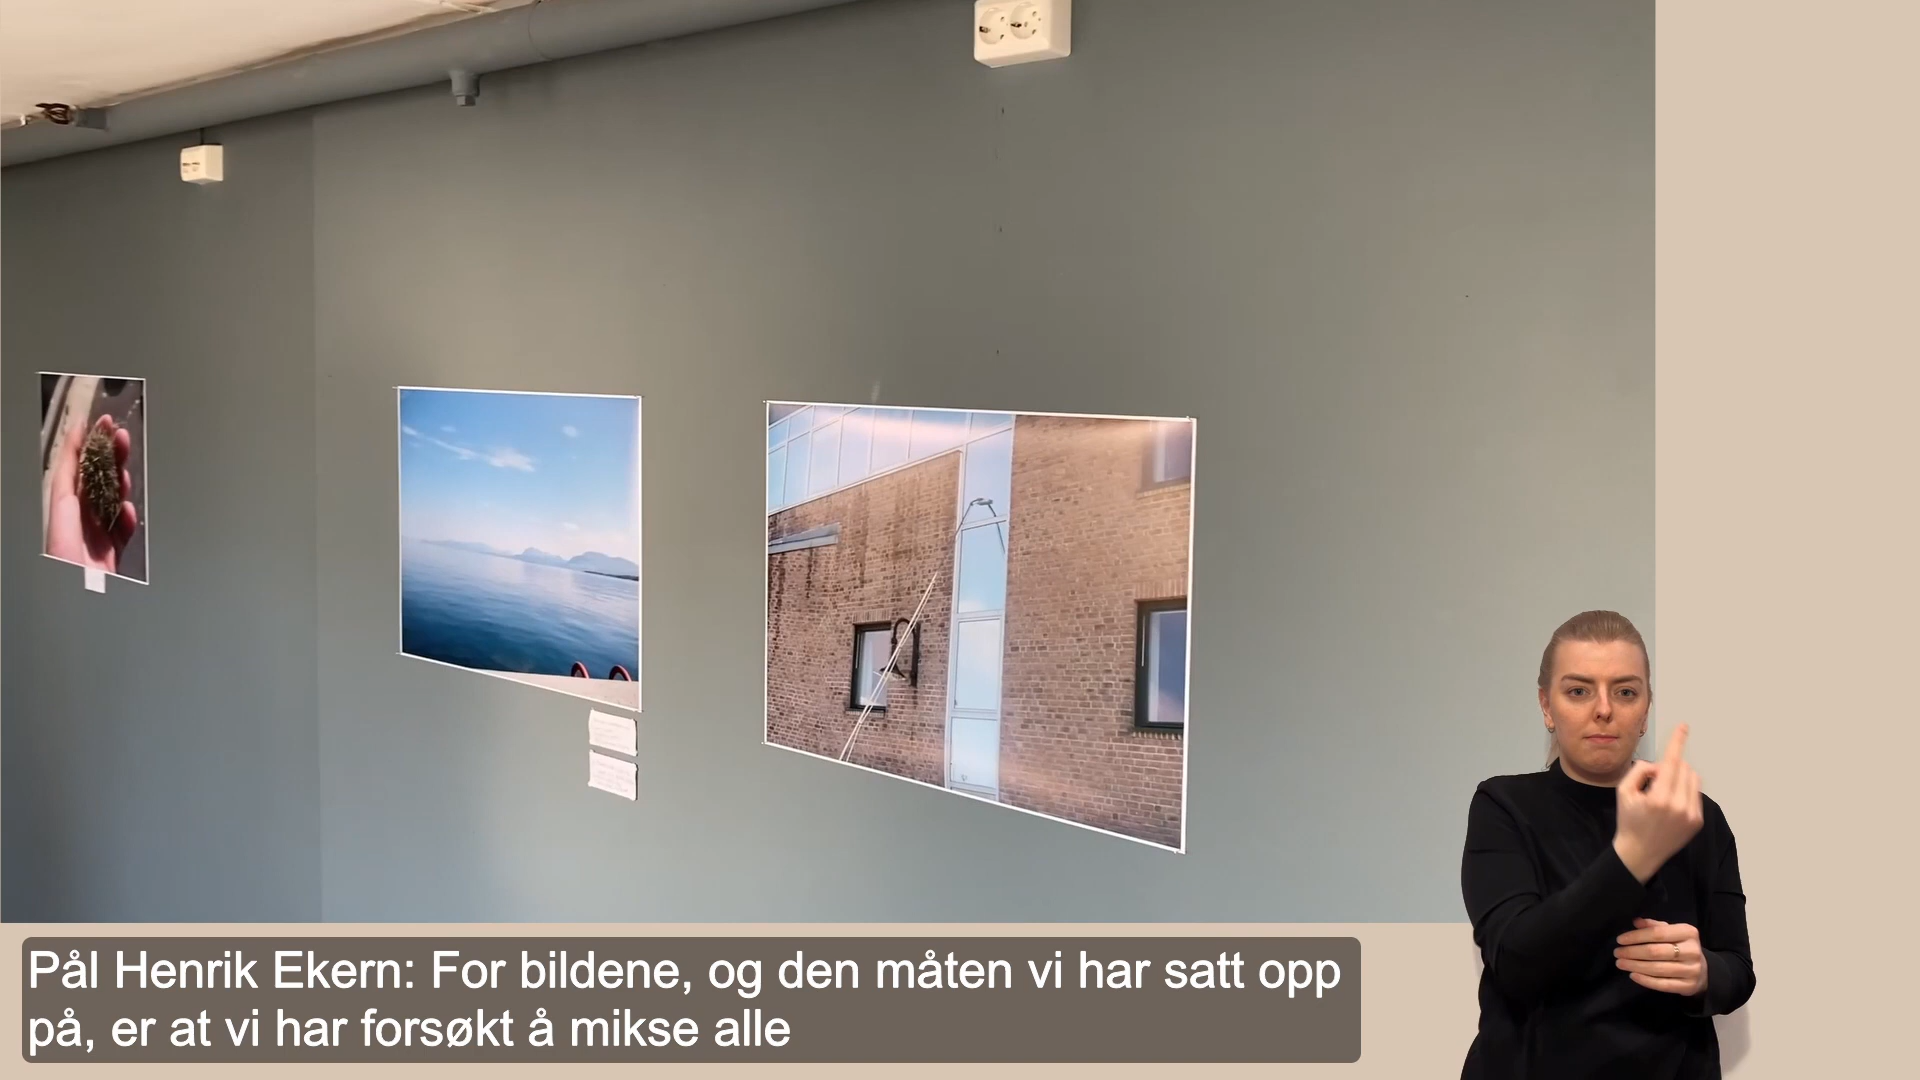 Pål Henrik Ekern: For bildene, og den måten vi har satt opp
på, er at vi har forsøkt å mikse alle